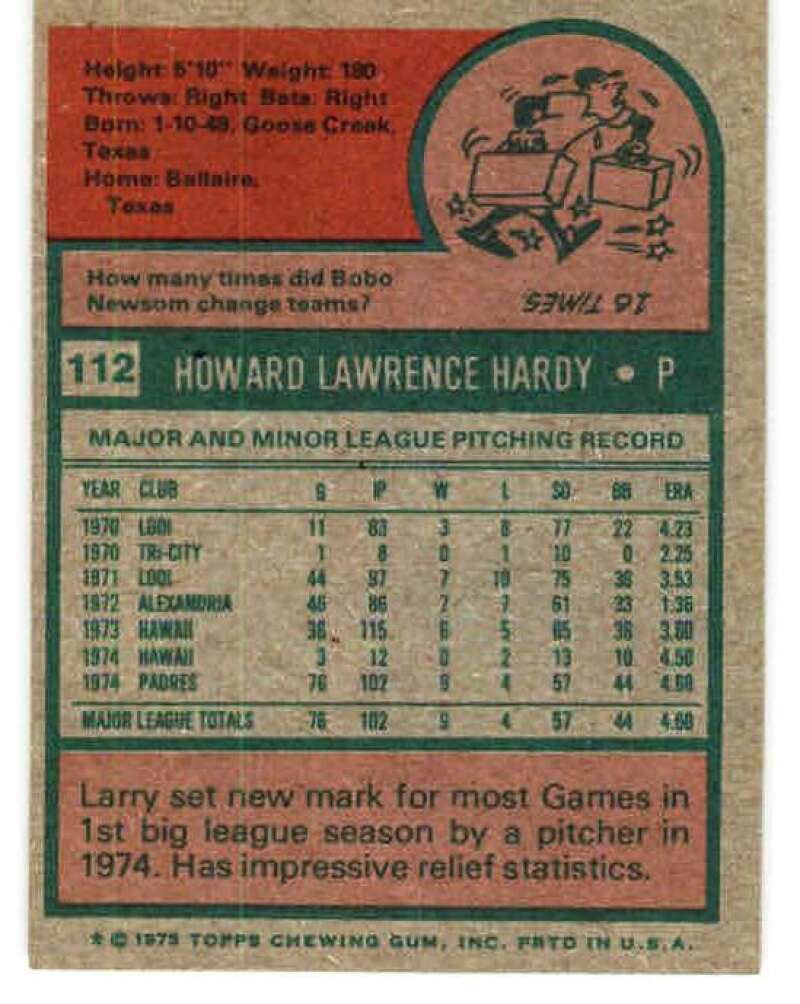 Height: 5'10" Weight: 180
Throws: Right Bats: Right
Born: 1-10-49, Goose Creek,
Texas
Home: Bellaire,
Texas
How many times did Bobo
Newsom change teams?
16 TIMES.
112 HOWARD LAWRENCE HARDY • P
MAJOR AND MINOR LEAGUE PITCHING RECORD
YEAR CLUB G IP W L SO BB ERA
1970 LODI 11 83 3 8 77 22 4.23
1970 TRI-CITY 1 8 0 1 10 0 2.25
1971 LODI 44 97 7 10 75 36 3.53
1972 ALEXANDRIA 46 86 7 7 61 33 1.36
1973 HAWAII 36 115 6 5 65 38
1974 HAWAII 3 12 0 2 13 10 4.50
1974 PADRES 76 102 9 4 57 44 4.60
MAJOR LEAGUE TOTALS 76 102 9 4 57 44 4.60
Larry set new mark for most Games in
1st big league season by a pitcher in
1974. Has impressive relief statistics.
* © 1975 TOPPS CHEWING GUM, INC. PRTD IN U.S.A.